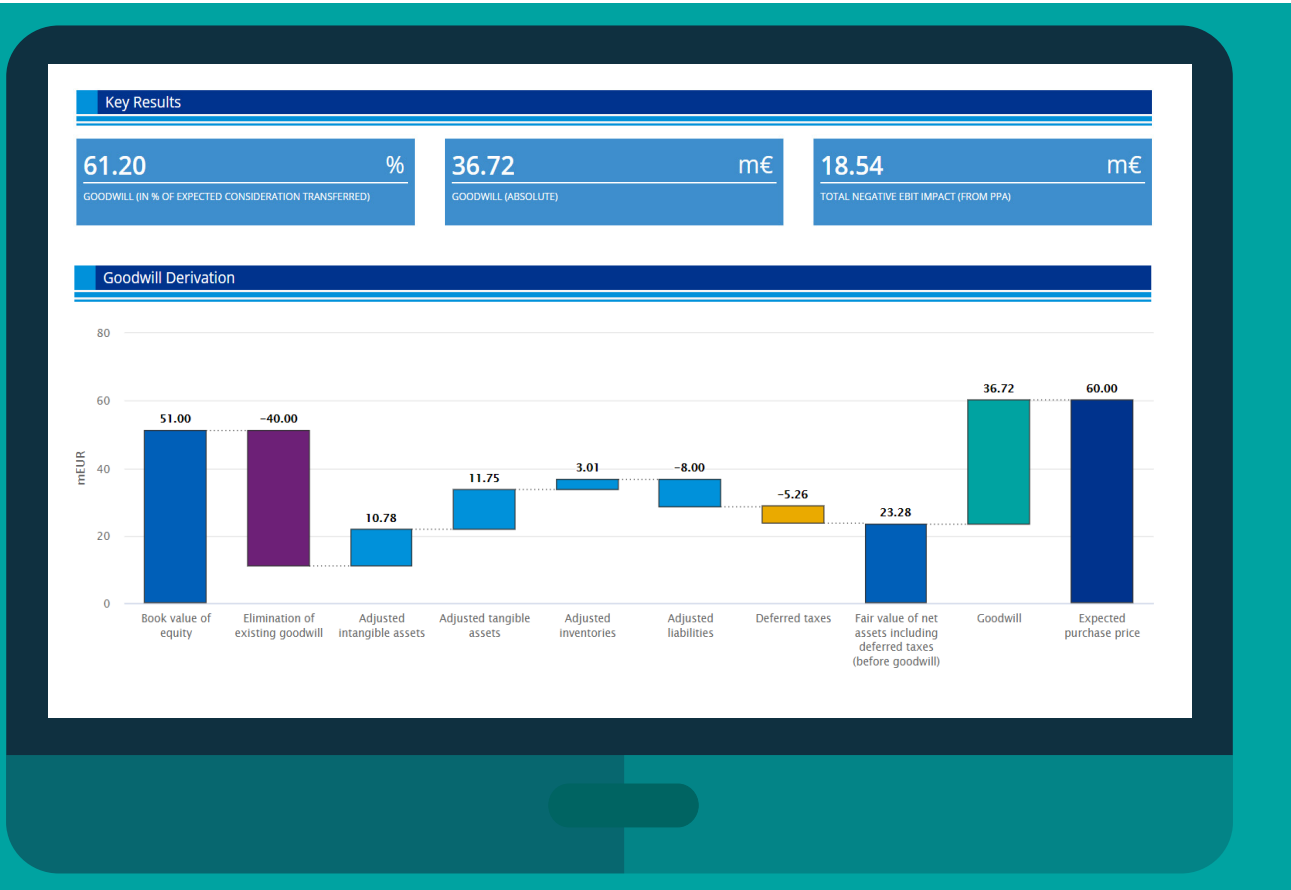 Key Results
61.20 %
GOODWILL (IN % OF EXPECTED CONSIDERATION TRANSFERRED)
36.72 m€
GOODWILL (ABSOLUTE)
18.54 m€
TOTAL NEGATIVE EBIT IMPACT (FROM PPA)
Goodwill Derivation
mEUR
80
60
40
20
0
51.00
−40.00
10.78
11.75
3.01
−8.00
−5.26
23.28
36.72
60.00
Book value of
equity
Elimination of
existing goodwill
Adjusted
intangible assets
Adjusted tangible
assets
Adjusted
inventories
Adjusted
liabilities
Deferred taxes
Fair value of net
assets including
deferred taxes
(before goodwill)
Goodwill
Expected
purchase price